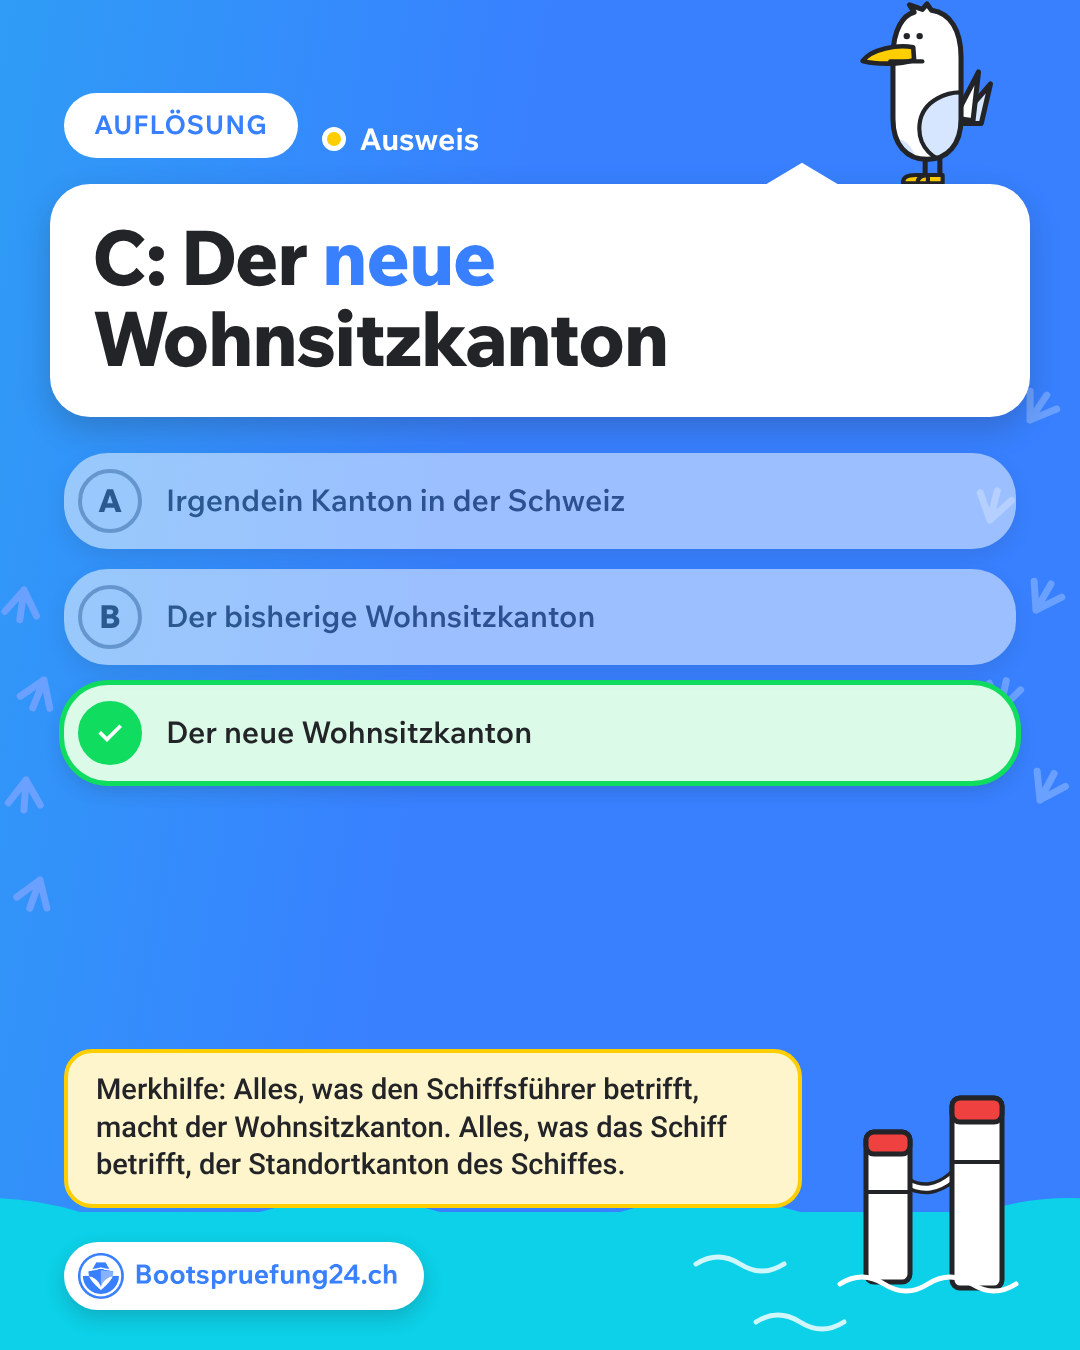 AUFLÖSUNG
Ausweis
C: Der neue
Wohnsitzkanton
A Irgendein Kanton in der Schweiz
B Der bisherige Wohnsitzkanton
Der neue Wohnsitzkanton
Merkhilfe: Alles, was den Schiffsführer betrifft,
macht der Wohnsitzkanton. Alles, was das Schiff
betrifft, der Standortkanton des Schiffes.
Bootspruefung24.ch